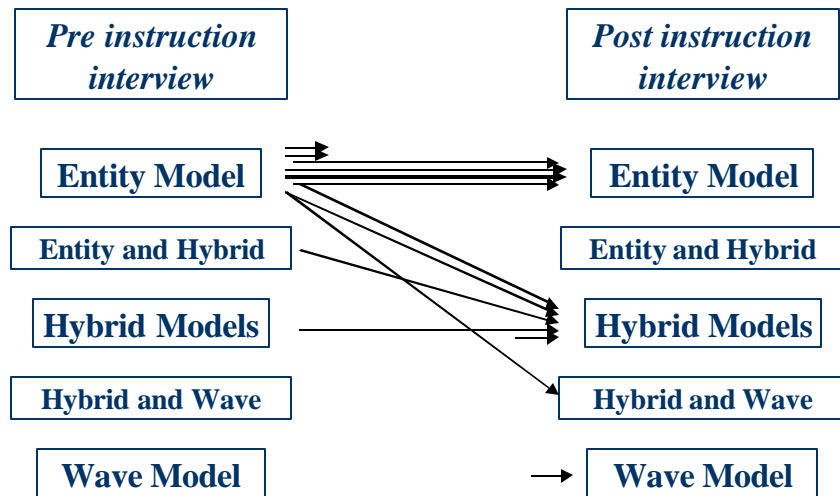 Pre instruction
interview
Post instruction
interview
Entity Model
Entity Model
Entity and Hybrid
Entity and Hybrid
Hybrid Models
Hybrid Models
Hybrid and Wave
Hybrid and Wave
Wave Model
Wave Model